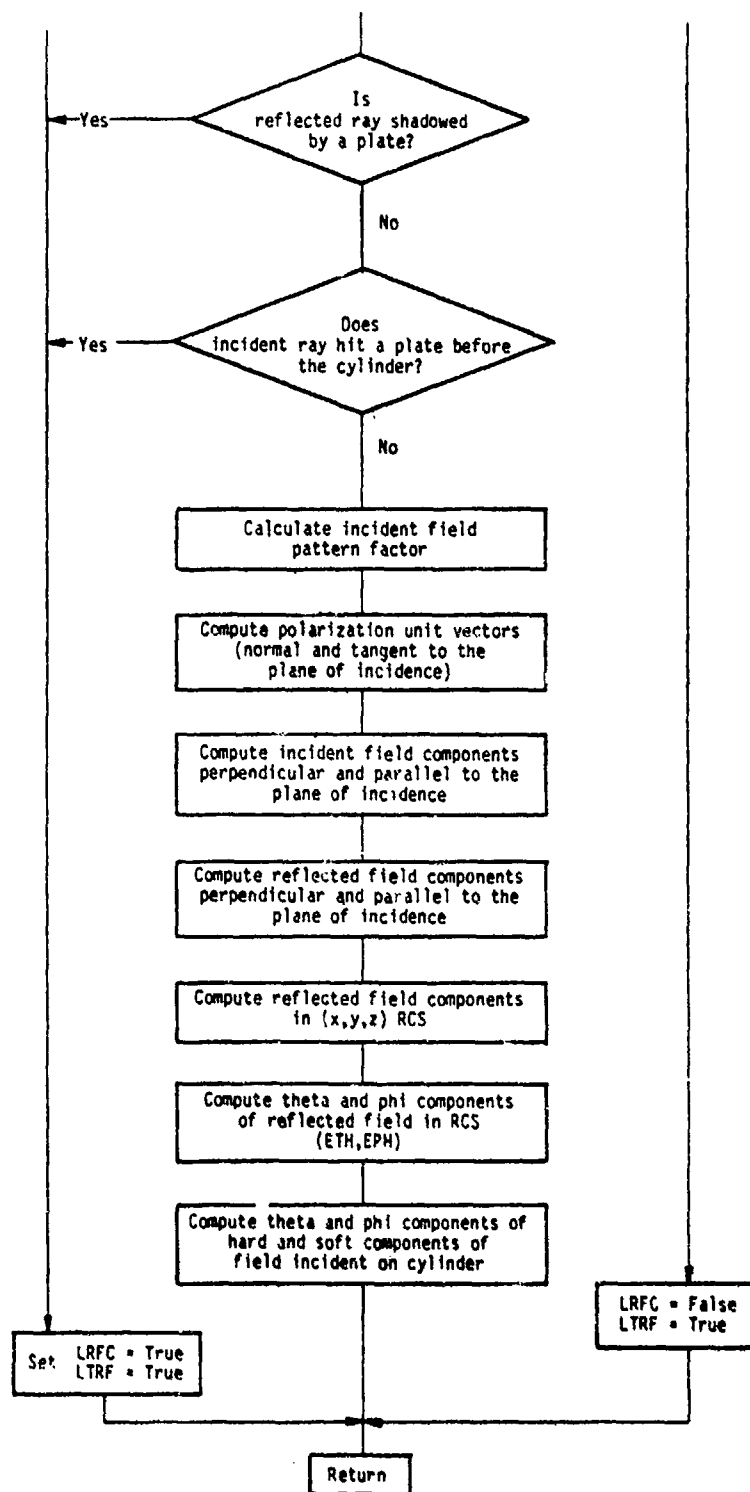 Is
reflected ray shadowed
by a plate?
Yes
No
Does
incident ray hit a plate before
the cylinder?
Yes
No
Calculate incident field
pattern factor
Compute polarization unit vectors
(normal and tangent to the
plane of incidence)
Compute incident field components
perpendicular and parallel to the
plane of incidence
Compute reflected field components
perpendicular and parallel to the
plane of incidence
Compute reflected field components
in (x,y,z) RCS
Compute theta and phi components
of reflected field in RCS
(ETH,EPH)
Compute theta and phi components of
hard and soft components of
field incident on cylinder
LRFC = False
LTRF = True
Set LRFC = True
LTRF = True
Return